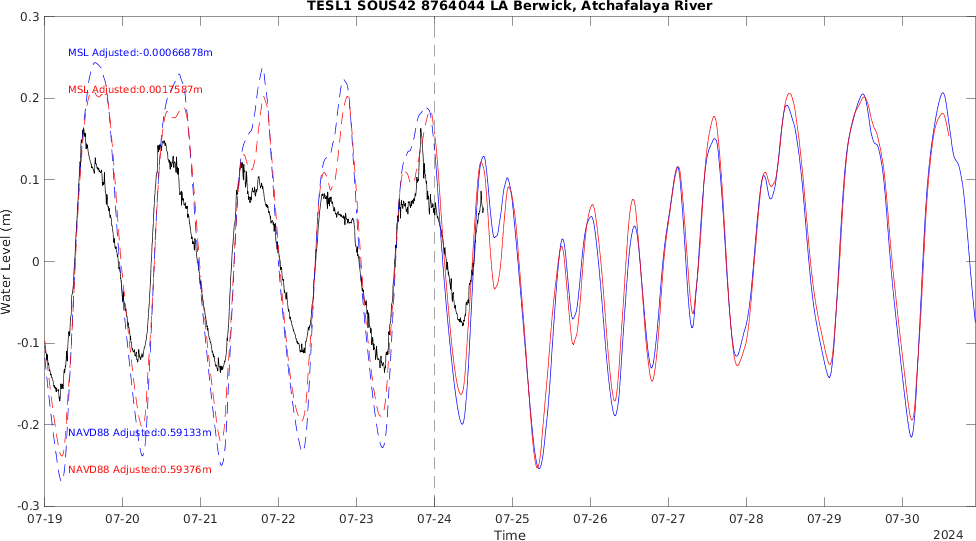 TESL1 SOUS42 8764044 LA Berwick, Atchafalaya River
0.3
MSL Adjusted:-0.00066878m
MSL Adjusted:0.0017587m
0.2
0.1
0
-0.1
-0.2
-0.3
Water Level (m)
NAVD88 Adjusted:0.59133m
NAVD88 Adjusted:0.59376m
07-19 07-20 07-21 07-22 07-23 07-24 07-25 07-26 07-27 07-28 07-29 07-30
Time
2024